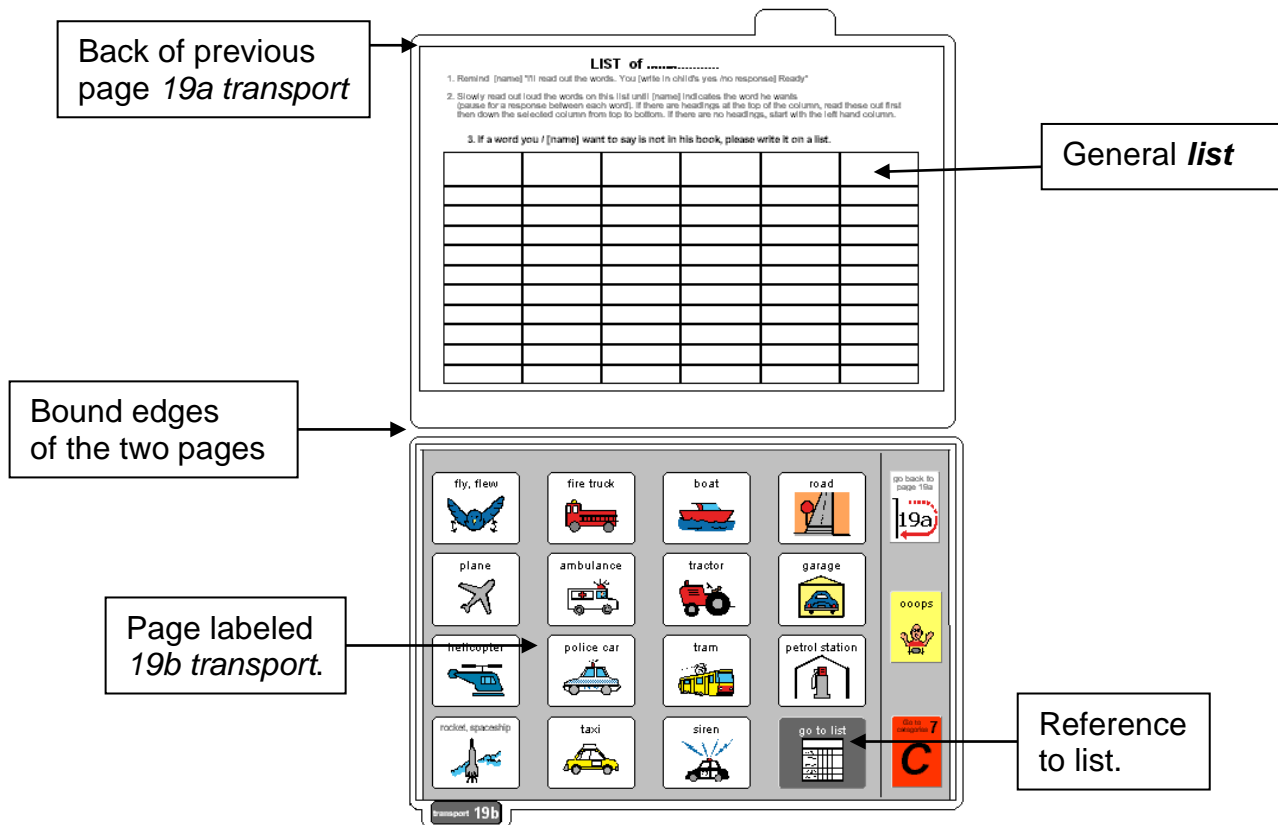 Back of previous
page 19a transport
LIST of ......................
1. Remind [name] "I'll read out the words. You [write in child's yes /no response] Ready"
2. Slowly read out loud the words on this list until [name] indicates the word he wants
(pause for a response between each word). If there are headings at the top of the column, read these out first
then down the selected column from top to bottom. If there are no headings, start with the left hand column.
3. If a word you / [name] want to say is not in his book, please write it on a list.
General list
Bound edges
of the two pages
fly, flew
fire truck
boat
road
go back to
page 19a
19a
plane
ambulance
tractor
garage
ooops
Page labeled
19b transport.
helicopter
police car
tram
petrol station
rocket, spaceship
taxi
siren
go to list
Go to
categories 7
C
Reference
to list.
transport 19b